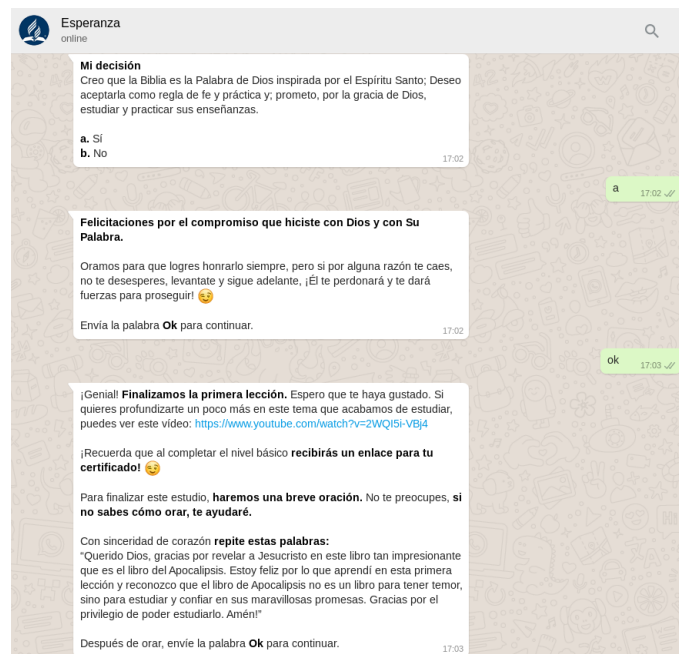 Esperanza
online
Mi decisión
Creo que la Biblia es la Palabra de Dios inspirada por el Espíritu Santo; Deseo
aceptarla como regla de fe y práctica y; prometo, por la gracia de Dios,
estudiar y practicar sus enseñanzas.
a. Sí
b. No
17:02
a
17:02
Felicitaciones por el compromiso que hiciste con Dios y con Su
Palabra.
Oramos para que logres honrarlo siempre, pero si por alguna razón te caes,
no te desesperes, levantate y sigue adelante, ¡Él te perdonará y te dará
fuerzas para proseguir! 😉
Envía la palabra Ok para continuar.
17:02
ok
17:03
¡Genial! Finalizamos la primera lección. Espero que te haya gustado. Si
quieres profundizarte un poco más en este tema que acabamos de estudiar,
puedes ver este vídeo: https://www.youtube.com/watch?v=2WQI5i-VBj4
¡Recuerda que al completar el nivel básico recibirás un enlace para tu
certificado! 😉
Para finalizar este estudio, haremos una breve oración. No te preocupes, si
no sabes cómo orar, te ayudaré.
Con sinceridad de corazón repite estas palabras:
“Querido Dios, gracias por revelar a Jesucristo en este libro tan impresionante
que es el libro del Apocalipsis. Estoy feliz por lo que aprendí en esta primera
lección y reconozco que el libro de Apocalipsis no es un libro para tener temor,
sino para estudiar y confiar en sus maravillosas promesas. Gracias por el
privilegio de poder estudiarlo. Amén!”
Después de orar, envíe la palabra Ok para continuar.
17:03